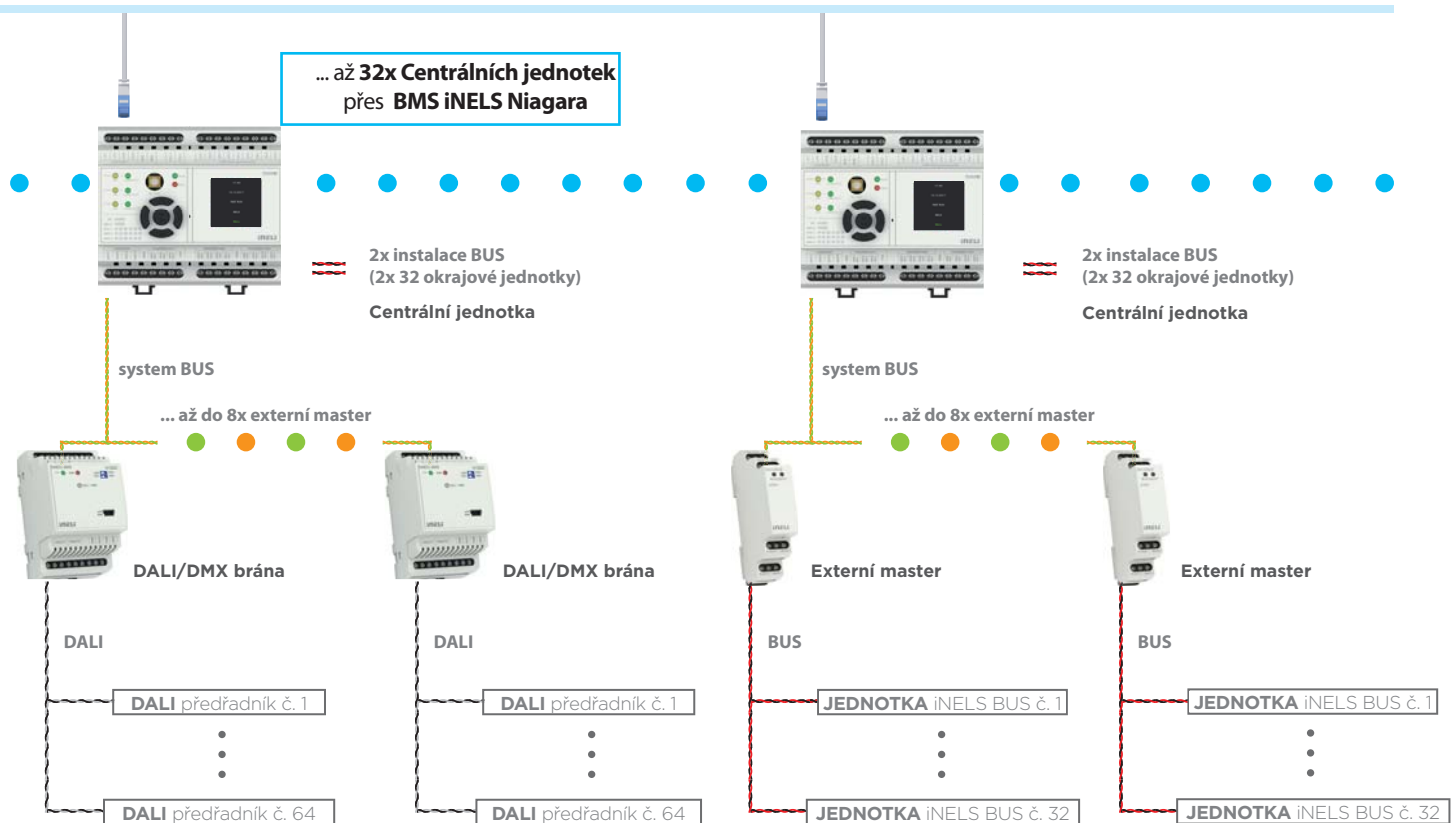 ... až 32x Centrálních jednotek
přes BMS iNELS Niagara
2x instalace BUS
(2x 32 okrajové jednotky)
Centrální jednotka
2x instalace BUS
(2x 32 okrajové jednotky)
Centrální jednotka
system BUS
system BUS
... až do 8x externí master
... až do 8x externí master
DALI/DMX brána
DALI/DMX brána
Externí master
Externí master
DALI
DALI
BUS
BUS
DALI předřadník č. 1
DALI předřadník č. 1
JEDNOTKA iNELS BUS č. 1
JEDNOTKA iNELS BUS č. 1
DALI předřadník č. 64
DALI předřadník č. 64
JEDNOTKA iNELS BUS č. 32
JEDNOTKA iNELS BUS č. 32